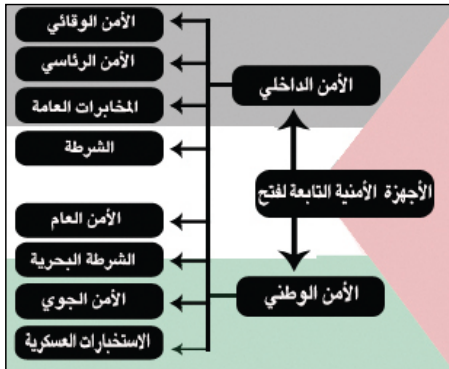 الأجهزة الأمنية التابعة لفتح
الأمن الداخلي
الأمن الوقائي
الأمن الرئاسي
المخابرات العامة
الشرطة
الأمن الوطني
الأمن العام
الشرطة البحرية
الأمن الجوي
الاستخبارات العسكرية